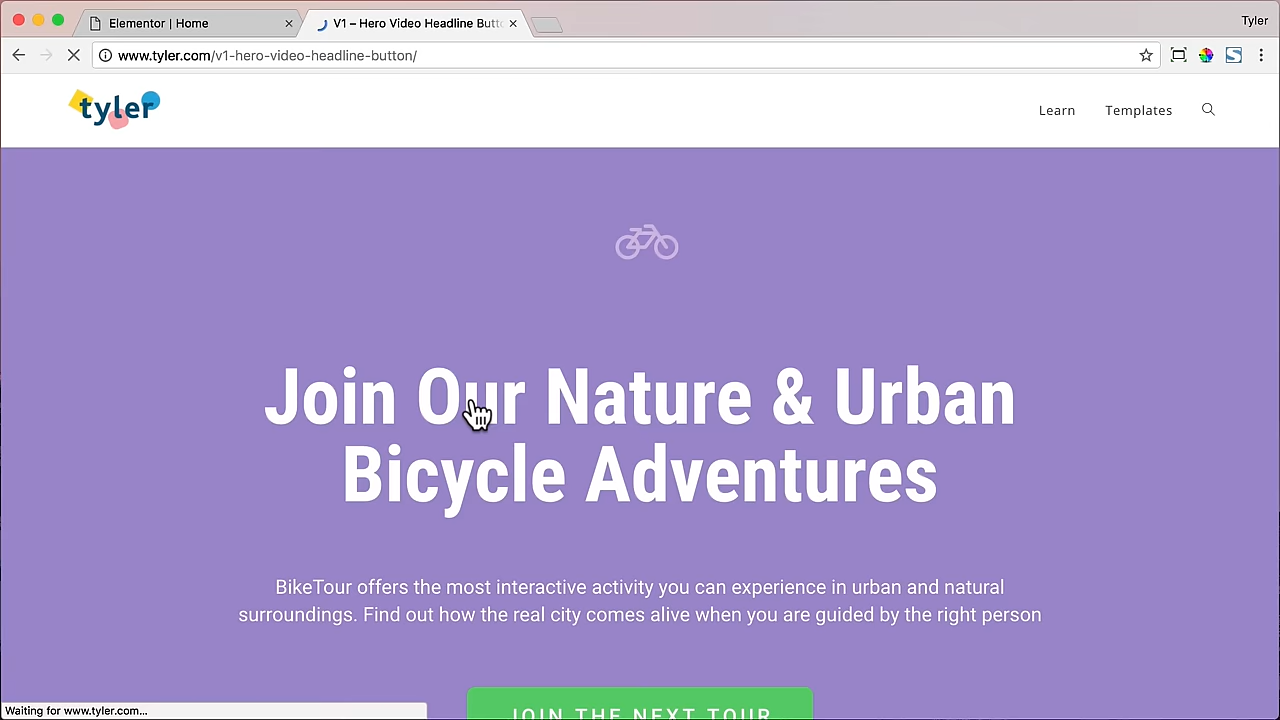 Elementor | Home
V1 – Hero Video Headline Butt
Tyler
www.tyler.com/v1-hero-video-headline-button/
tyler
Learn
Templates
Join Our Nature & Urban
Bicycle Adventures
BikeTour offers the most interactive activity you can experience in urban and natural
surroundings. Find out how the real city comes alive when you are guided by the right person
JOIN THE NEXT TOUR
Waiting for www.tyler.com...